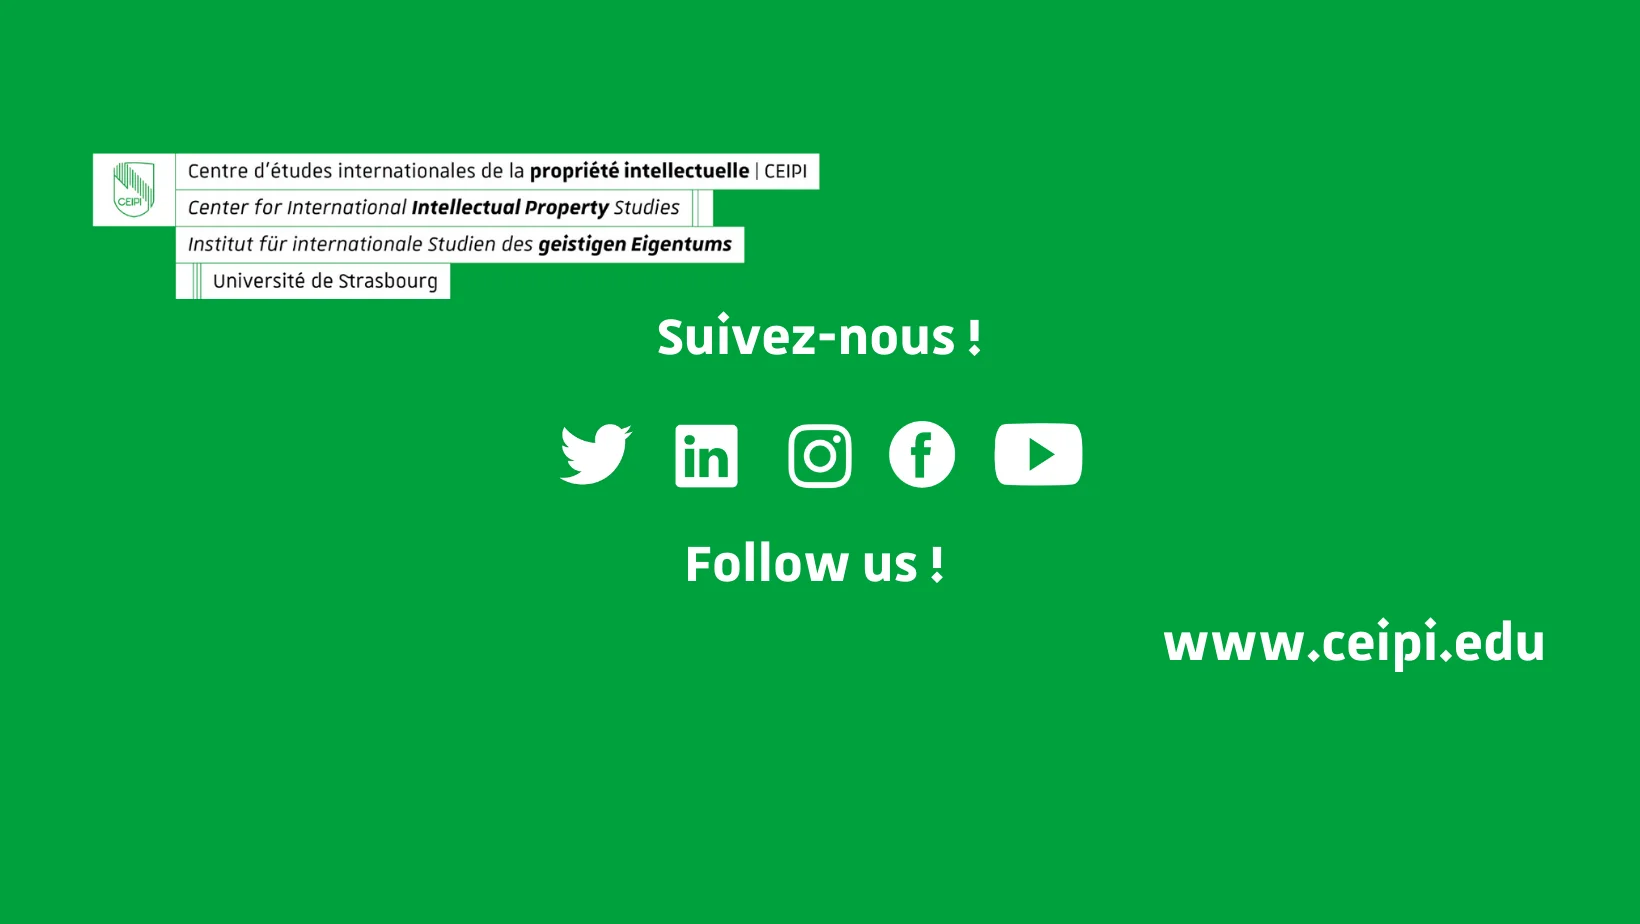 CEIPI
Centre d'études internationales de la propriété intellectuelle | CEIPI
Center for International Intellectual Property Studies
Institut für internationale Studien des geistigen Eigentums
Université de Strasbourg
Suivez-nous !
in
f
Follow us !
www.ceipi.edu